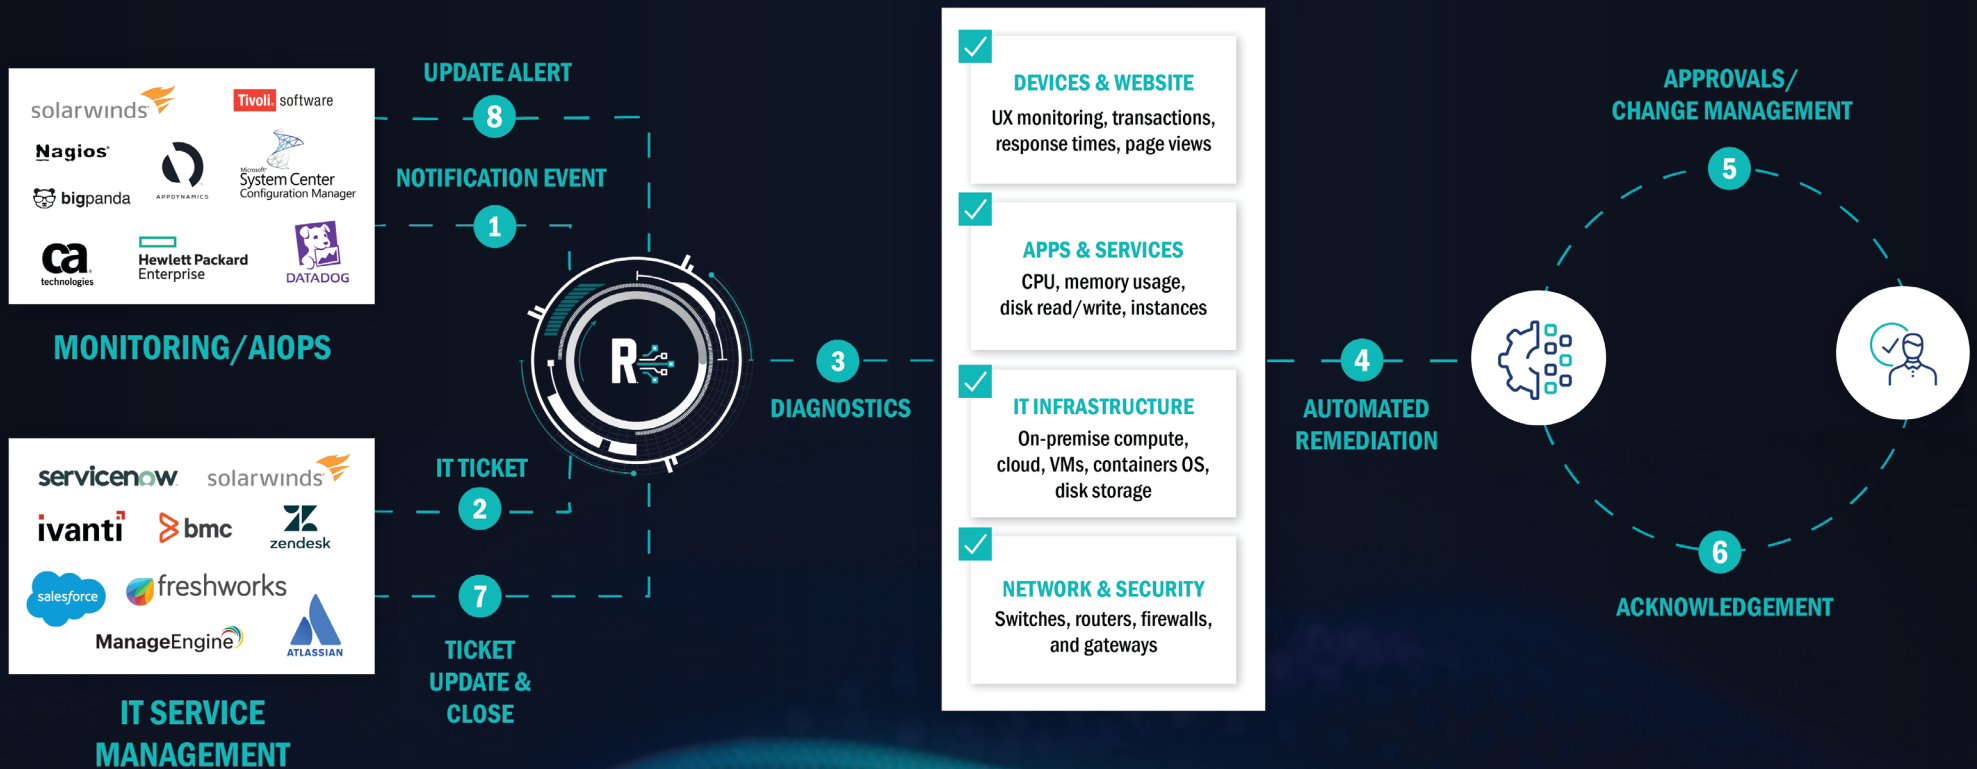 solarwinds
Tivoli. software
Nagios®
APPDYNAMICS
Microsoft®
System Center
Configuration Manager
bigpanda
ca
technologies
Hewlett Packard
Enterprise
DATADOG
MONITORING/AIOPS
servicenow
solarwinds
ivanti
bmc
zendesk
salesforce
freshworks
ManageEngine
ATLASSIAN
IT SERVICE
MANAGEMENT
UPDATE ALERT
8
NOTIFICATION EVENT
1
IT TICKET
2
7
TICKET
UPDATE &
CLOSE
R
3
DIAGNOSTICS
DEVICES & WEBSITE
UX monitoring, transactions,
response times, page views
APPS & SERVICES
CPU, memory usage,
disk read/write, instances
IT INFRASTRUCTURE
On-premise compute,
cloud, VMs, containers OS,
disk storage
NETWORK & SECURITY
Switches, routers, firewalls,
and gateways
4
AUTOMATED
REMEDIATION
APPROVALS/
CHANGE MANAGEMENT
5
6
ACKNOWLEDGEMENT